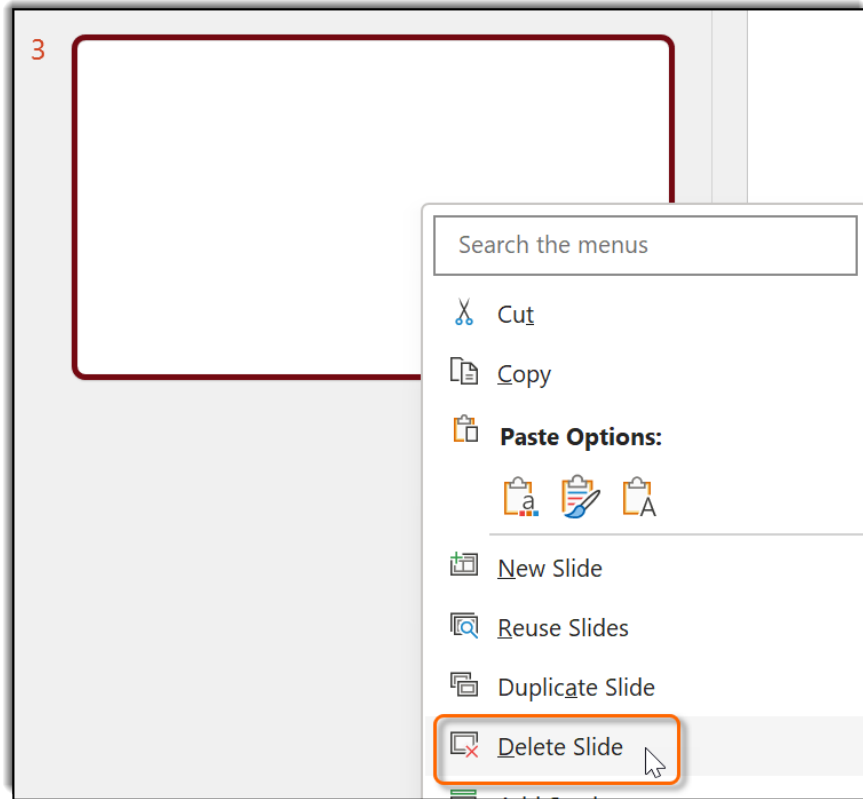 3
Search the menus
Cut
Copy
Paste Options:
New Slide
Reuse Slides
Duplicate Slide
Delete Slide